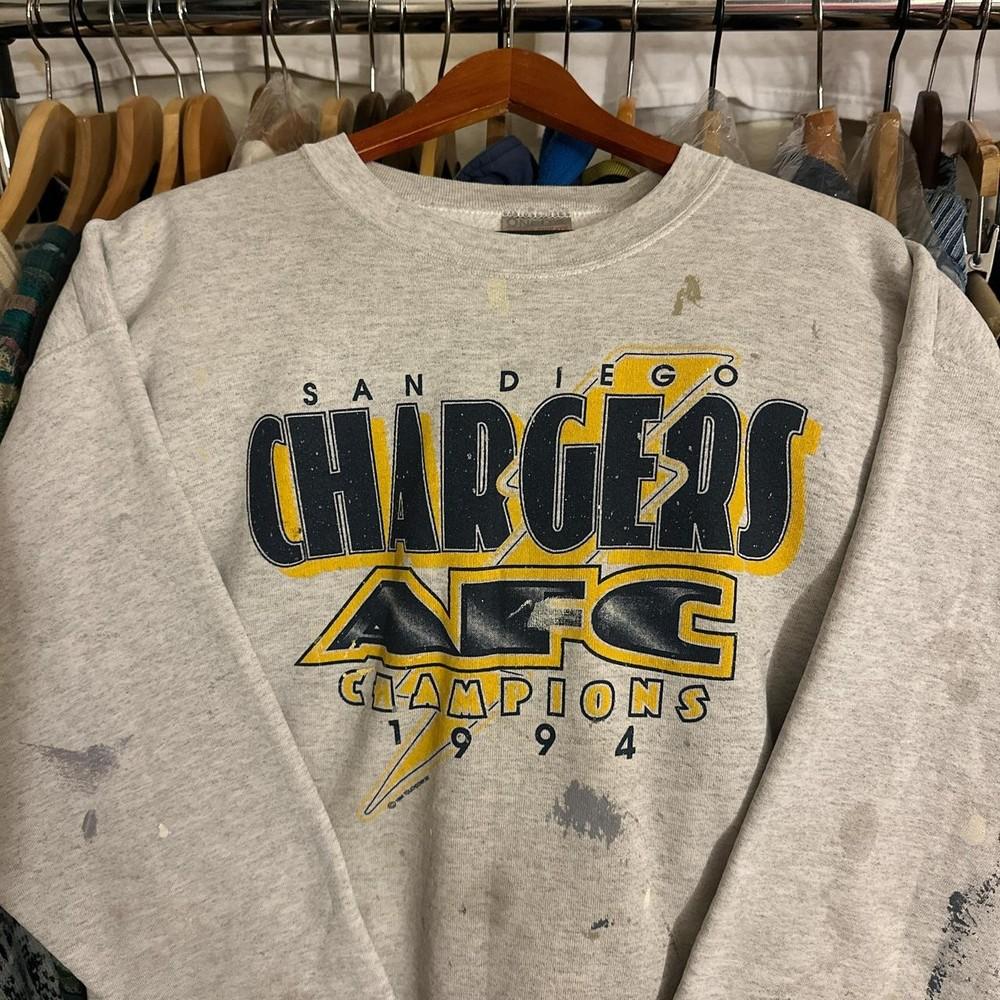 SAN DIEGO
CHARGERS
AFC
CHAMPIONS
1994